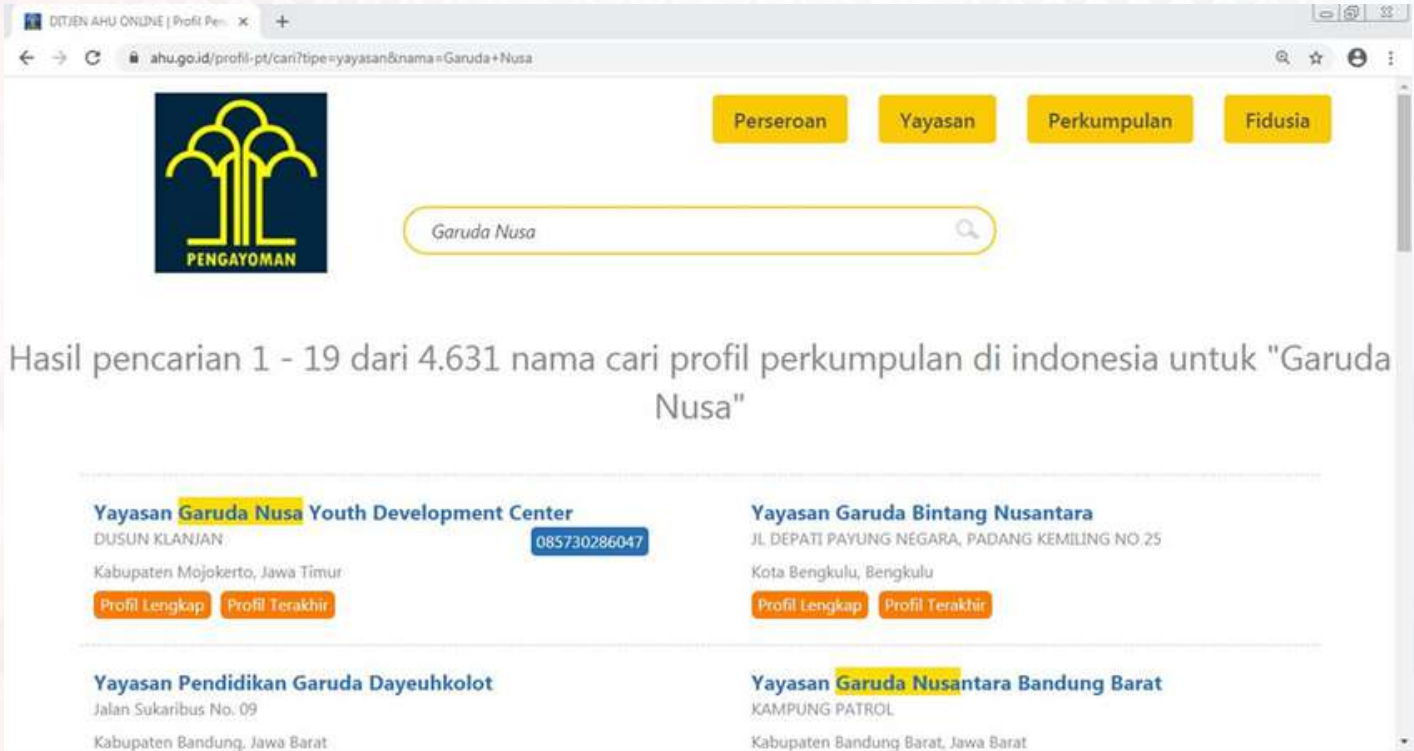 DITJEN AHU ONLINE | Profil Pen
ahu.go.id/profil-pt/cari?tipe=yayasan&nama=Garuda+Nusa
Perseroan
Yayasan
Perkumpulan
Fidusia
PENGAYOMAN
Garuda Nusa
Hasil pencarian 1 - 19 dari 4.631 nama cari profil perkumpulan di indonesia untuk "Garuda
Nusa"
Yayasan Garuda Nusa Youth Development Center
DUSUN KLANJAN
085730286047
Kabupaten Mojokerto, Jawa Timur
Profil Lengkap
Profil Terakhir
Yayasan Garuda Bintang Nusantara
JL DEPATI PAYUNG NEGARA, PADANG KEMILING NO 25
Kota Bengkulu, Bengkulu
Profil Lengkap
Profil Terakhir
Yayasan Pendidikan Garuda Dayeuhkolot
Jalan Sukaribus No. 09
Kabupaten Bandung, Jawa Barat
Yayasan Garuda Nusantara Bandung Barat
KAMPUNG PATROL
Kabupaten Bandung Barat, Jawa Barat